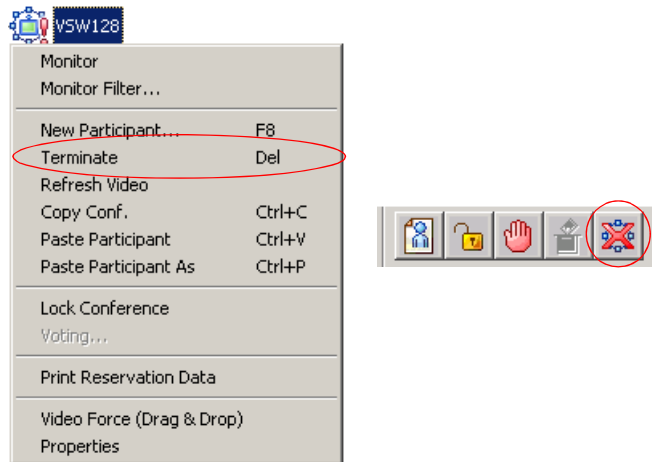 VSW128
Monitor
Monitor Filter...
New Participant... F8
Terminate Del
Refresh Video
Copy Conf. Ctrl+C
Paste Participant Ctrl+V
Paste Participant As Ctrl+P
Lock Conference
Voting...
Print Reservation Data
Video Force (Drag & Drop)
Properties